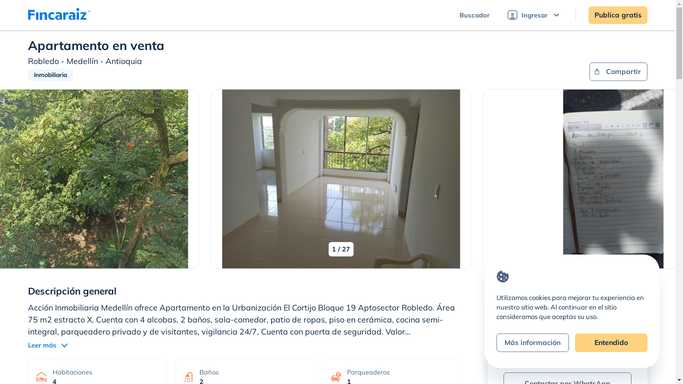 Fincaraiz
Buscador
Ingresar
Publica gratis
Apartamento en venta
Robledo - Medellín - Antioquia
Inmobiliaria
Compartir
1 / 27
Descripción general
Acción Inmobiliaria Medellín ofrece Apartamento en la Urbanización El Cortijo Bloque 19 Aptosector Robledo. Área
75 m2 estracto X. Cuenta con 4 alcobas, 2 baños, sala-comedor, patio de ropas, piso en cerámica, cocina semi-
integral, parqueadero privado y de visitantes, vigilancia 24/7, Cuenta con puerta de seguridad. Valor...
Leer más
Habitaciones
4
Baños
2
Parqueaderos
1
Utilizamos cookies para mejorar tu experiencia en
nuestro sitio web. Al continuar en el sitio
consideramos que aceptas su uso.
Más información
Entendido
Contactar por WhatsApp